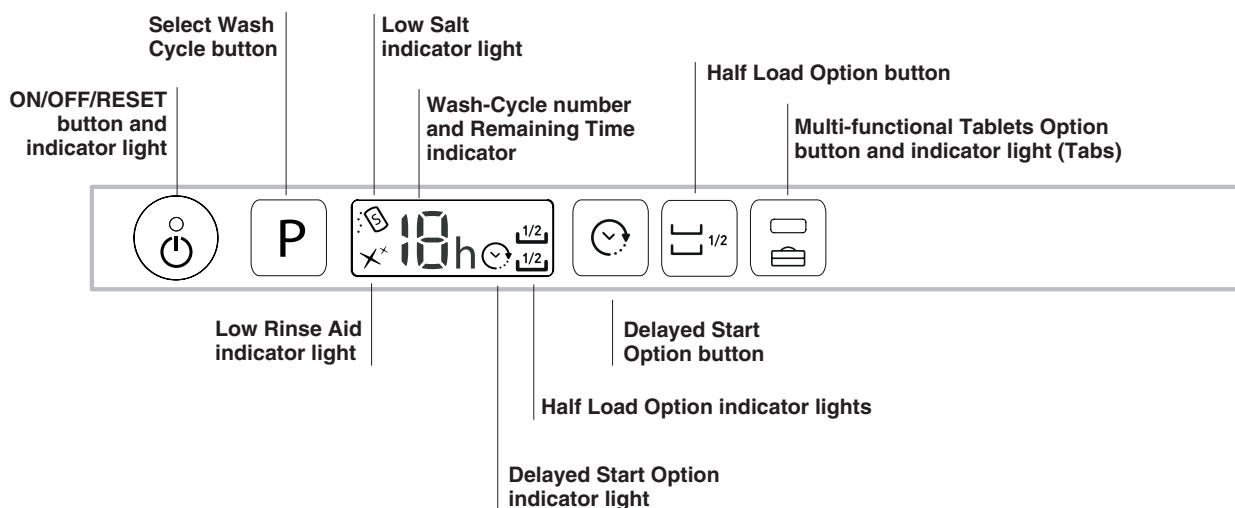 Select Wash
Cycle button
Low Salt
indicator light
Half Load Option button
ON/OFF/RESET
button and
indicator light
Wash-Cycle number
and Remaining Time
indicator
Multi-functional Tablets Option
button and indicator light (Tabs)
P
S
18h
1/2
1/2
1/2
Low Rinse Aid
indicator light
Delayed Start
Option button
Half Load Option indicator lights
Delayed Start Option
indicator light